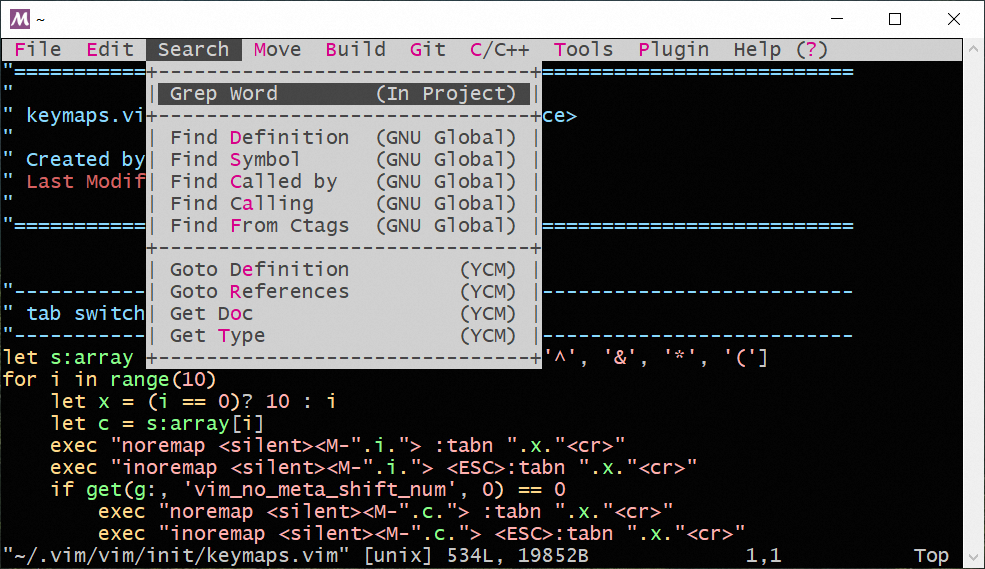 M ~
File Edit Search Move Build Git C/C++ Tools Plugin Help (?)
"===========+-------------------------------+==========================
" | Grep Word (In Project) |
" keymaps.vi+-------------------------------+ce>
" | Find Definition (GNU Global) |
" Created by| Find Symbol (GNU Global) |
" Last Modif| Find Called by (GNU Global) |
" | Find Calling (GNU Global) |
"===========| Find From Ctags (GNU Global) |==========================
+-------------------------------+
| Goto Definition (YCM) |
"-----------| Goto References (YCM) |--------------------------
" tab switch| Get Doc (YCM) |
"-----------| Get Type (YCM) |--------------------------
let s:array +-------------------------------+'^', '&', '*', '(']
for i in range(10)
    let x = (i == 0)? 10 : i
    let c = s:array[i]
    exec "noremap <silent><M-".i."> :tabn ".x."<cr>"
    exec "inoremap <silent><M-".i."> <ESC>:tabn ".x."<cr>"
    if get(g:, 'vim_no_meta_shift_num', 0) == 0
        exec "noremap <silent><M-".c."> :tabn ".x."<cr>"
        exec "inoremap <silent><M-".c."> <ESC>:tabn ".x."<cr>"
"~/.vim/vim/init/keymaps.vim" [unix] 534L, 19852B 1,1 Top